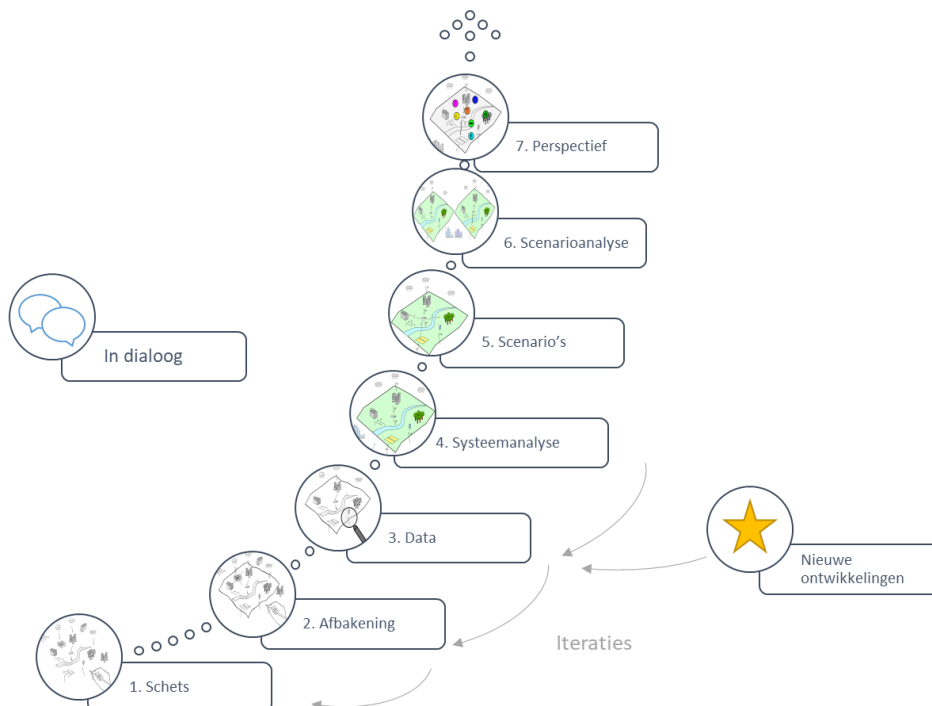 7. Perspectief
6. Scenarioanalyse
5. Scenario's
In dialoog
4. Systeemanalyse
3. Data
Nieuwe
ontwikkelingen
2. Afbakening
Iteraties
1. Schets